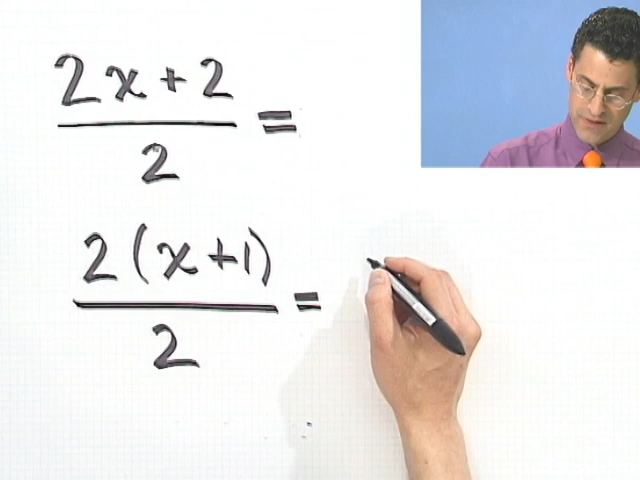 2x+2
2
=
2(x+1)
2
=